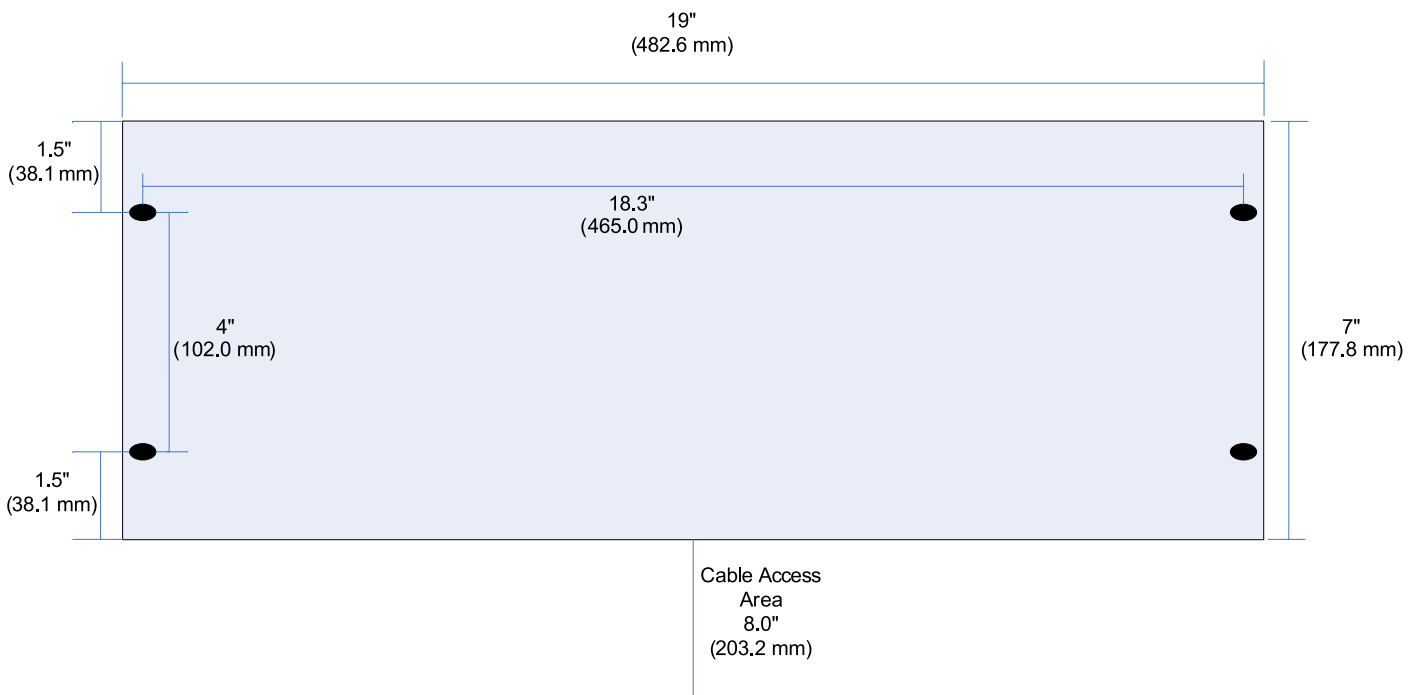 19"
(482.6 mm)
1.5"
(38.1 mm)
18.3"
(465.0 mm)
4"
(102.0 mm)
7"
(177.8 mm)
1.5"
(38.1 mm)
Cable Access
Area
8.0"
(203.2 mm)